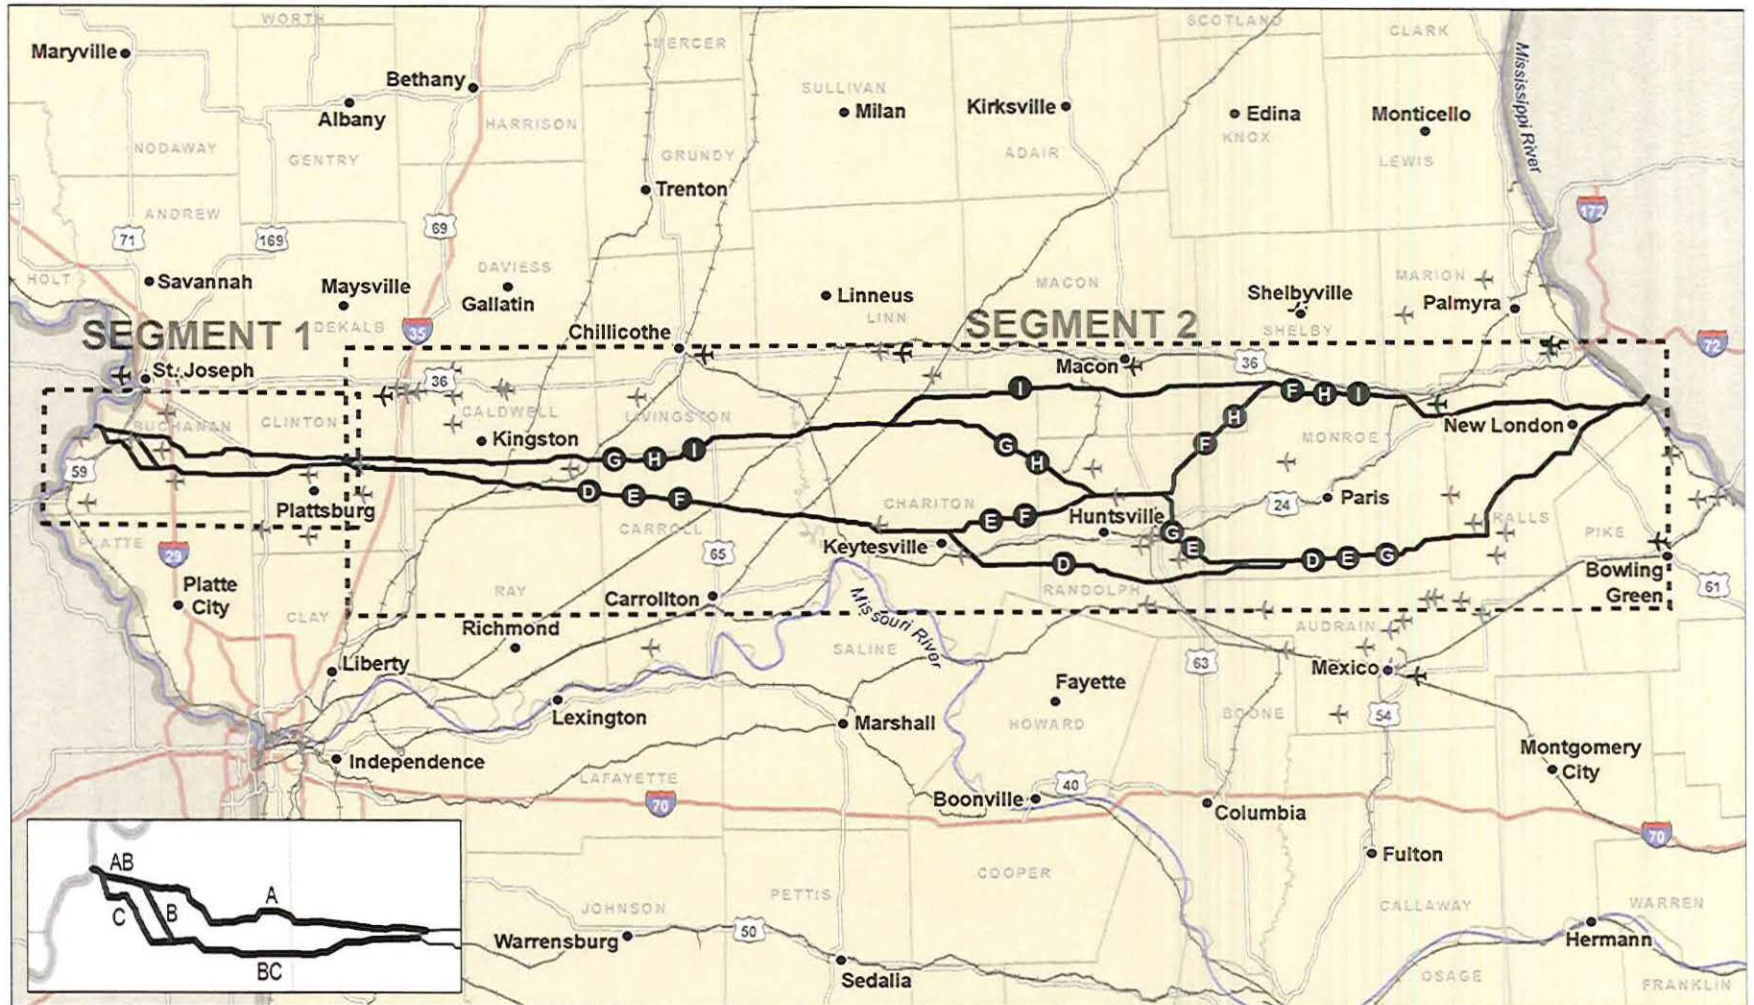 WORTH
SCOTLAND
CLARK
Maryville
MERCER
Bethany
SULLIVAN
Milan
Kirksville
Edina
Monticello
Mississippi River
Albany
HARRISON
KNOX
NODAWAY
GENTRY
GRUNDY
ADAIR
LEWIS
Trenton
ANDREW
172
71
169
69
HOLT
Savannah
DAVIESS
MACON
MARION
Maysville
Gallatin
Linneus
Shelbyville
Palmyra
SEGMENT 1
DEKALB
35
Chillicothe
LINN
SEGMENT 2
SHELBY
72
St. Joseph
36
Macon
36
I
F H I
BUCHANAN
CLINTON
CALDWELL
LIVINGSTON
H
New London
Kingston
G
F
MONROE
59
G H I
H
Plattsburg
D E F
CHARITON
24
Paris
E F
Huntsville
RALLS
PLATTE
CARROLL
G
PIKE
29
65
Keytesville
E
D
D E G
Bowling
Green
Platte
City
RAY
Carrollton
RANDOLPH
61
CLAY
Missouri River
AUDRAIN
Richmond
SALINE
63
Liberty
Mexico
Fayette
Lexington
Marshall
HOWARD
BOONE
54
Independence
Montgomery
City
LAFAYETTE
70
Boonville
40
Columbia
70
AB
A
Fulton
C
B
COOPER
PETTIS
JOHNSON
CALLAWAY
WARREN
Warrensburg
50
Hermann
BC
Sedalia
OSAGE
FRANKLIN